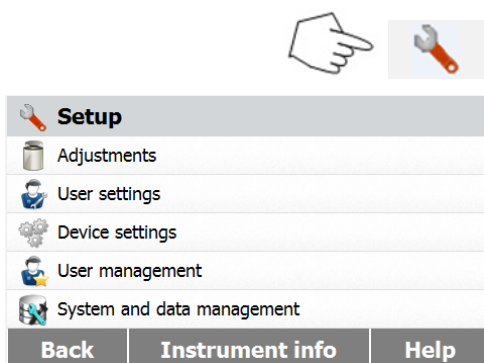 Setup
Adjustments
User settings
Device settings
User management
System and data management
Back Instrument info Help